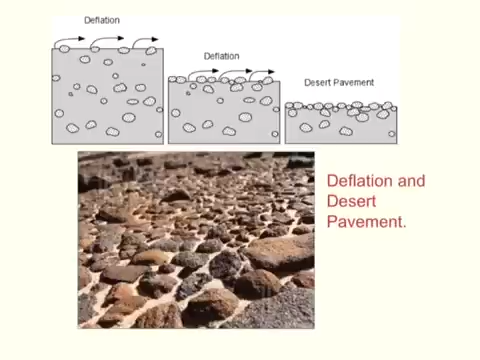 Deflation
Deflation
Desert Pavement
Deflation and
Desert
Pavement.